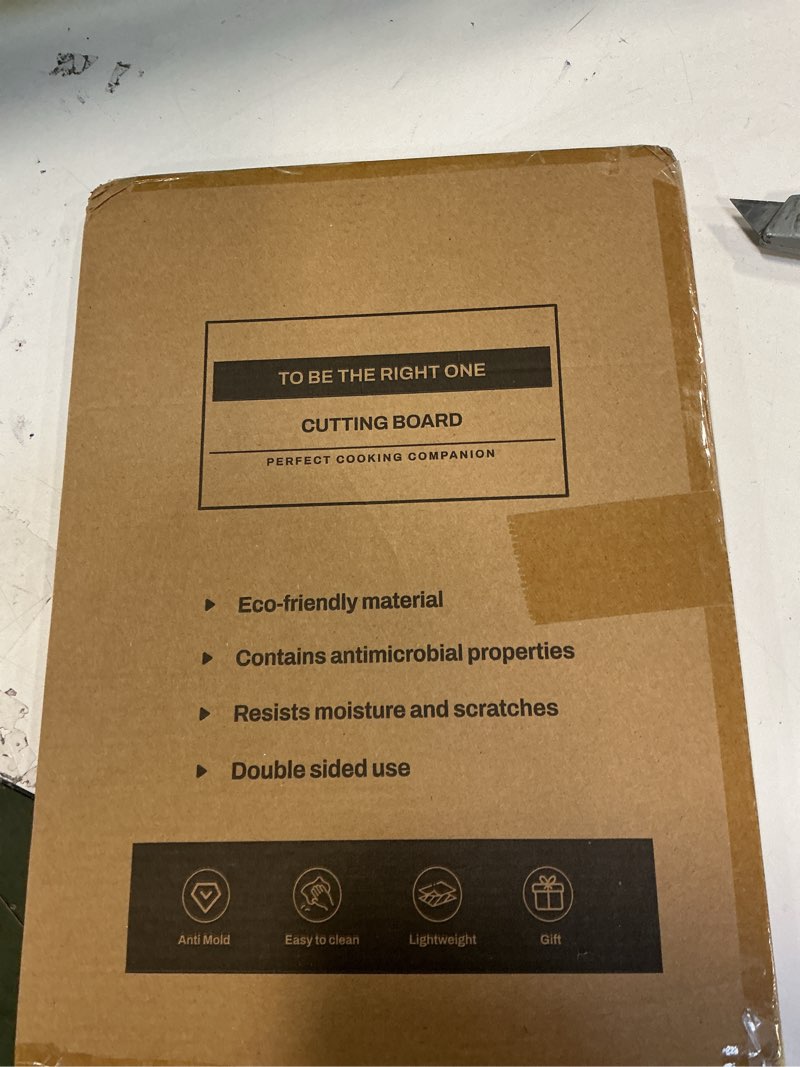 TO BE THE RIGHT ONE
CUTTING BOARD
PERFECT COOKING COMPANION
Eco-friendly material
Contains antimicrobial properties
Resists moisture and scratches
Double sided use
Anti Mold
Easy to clean
Lightweight
Gift